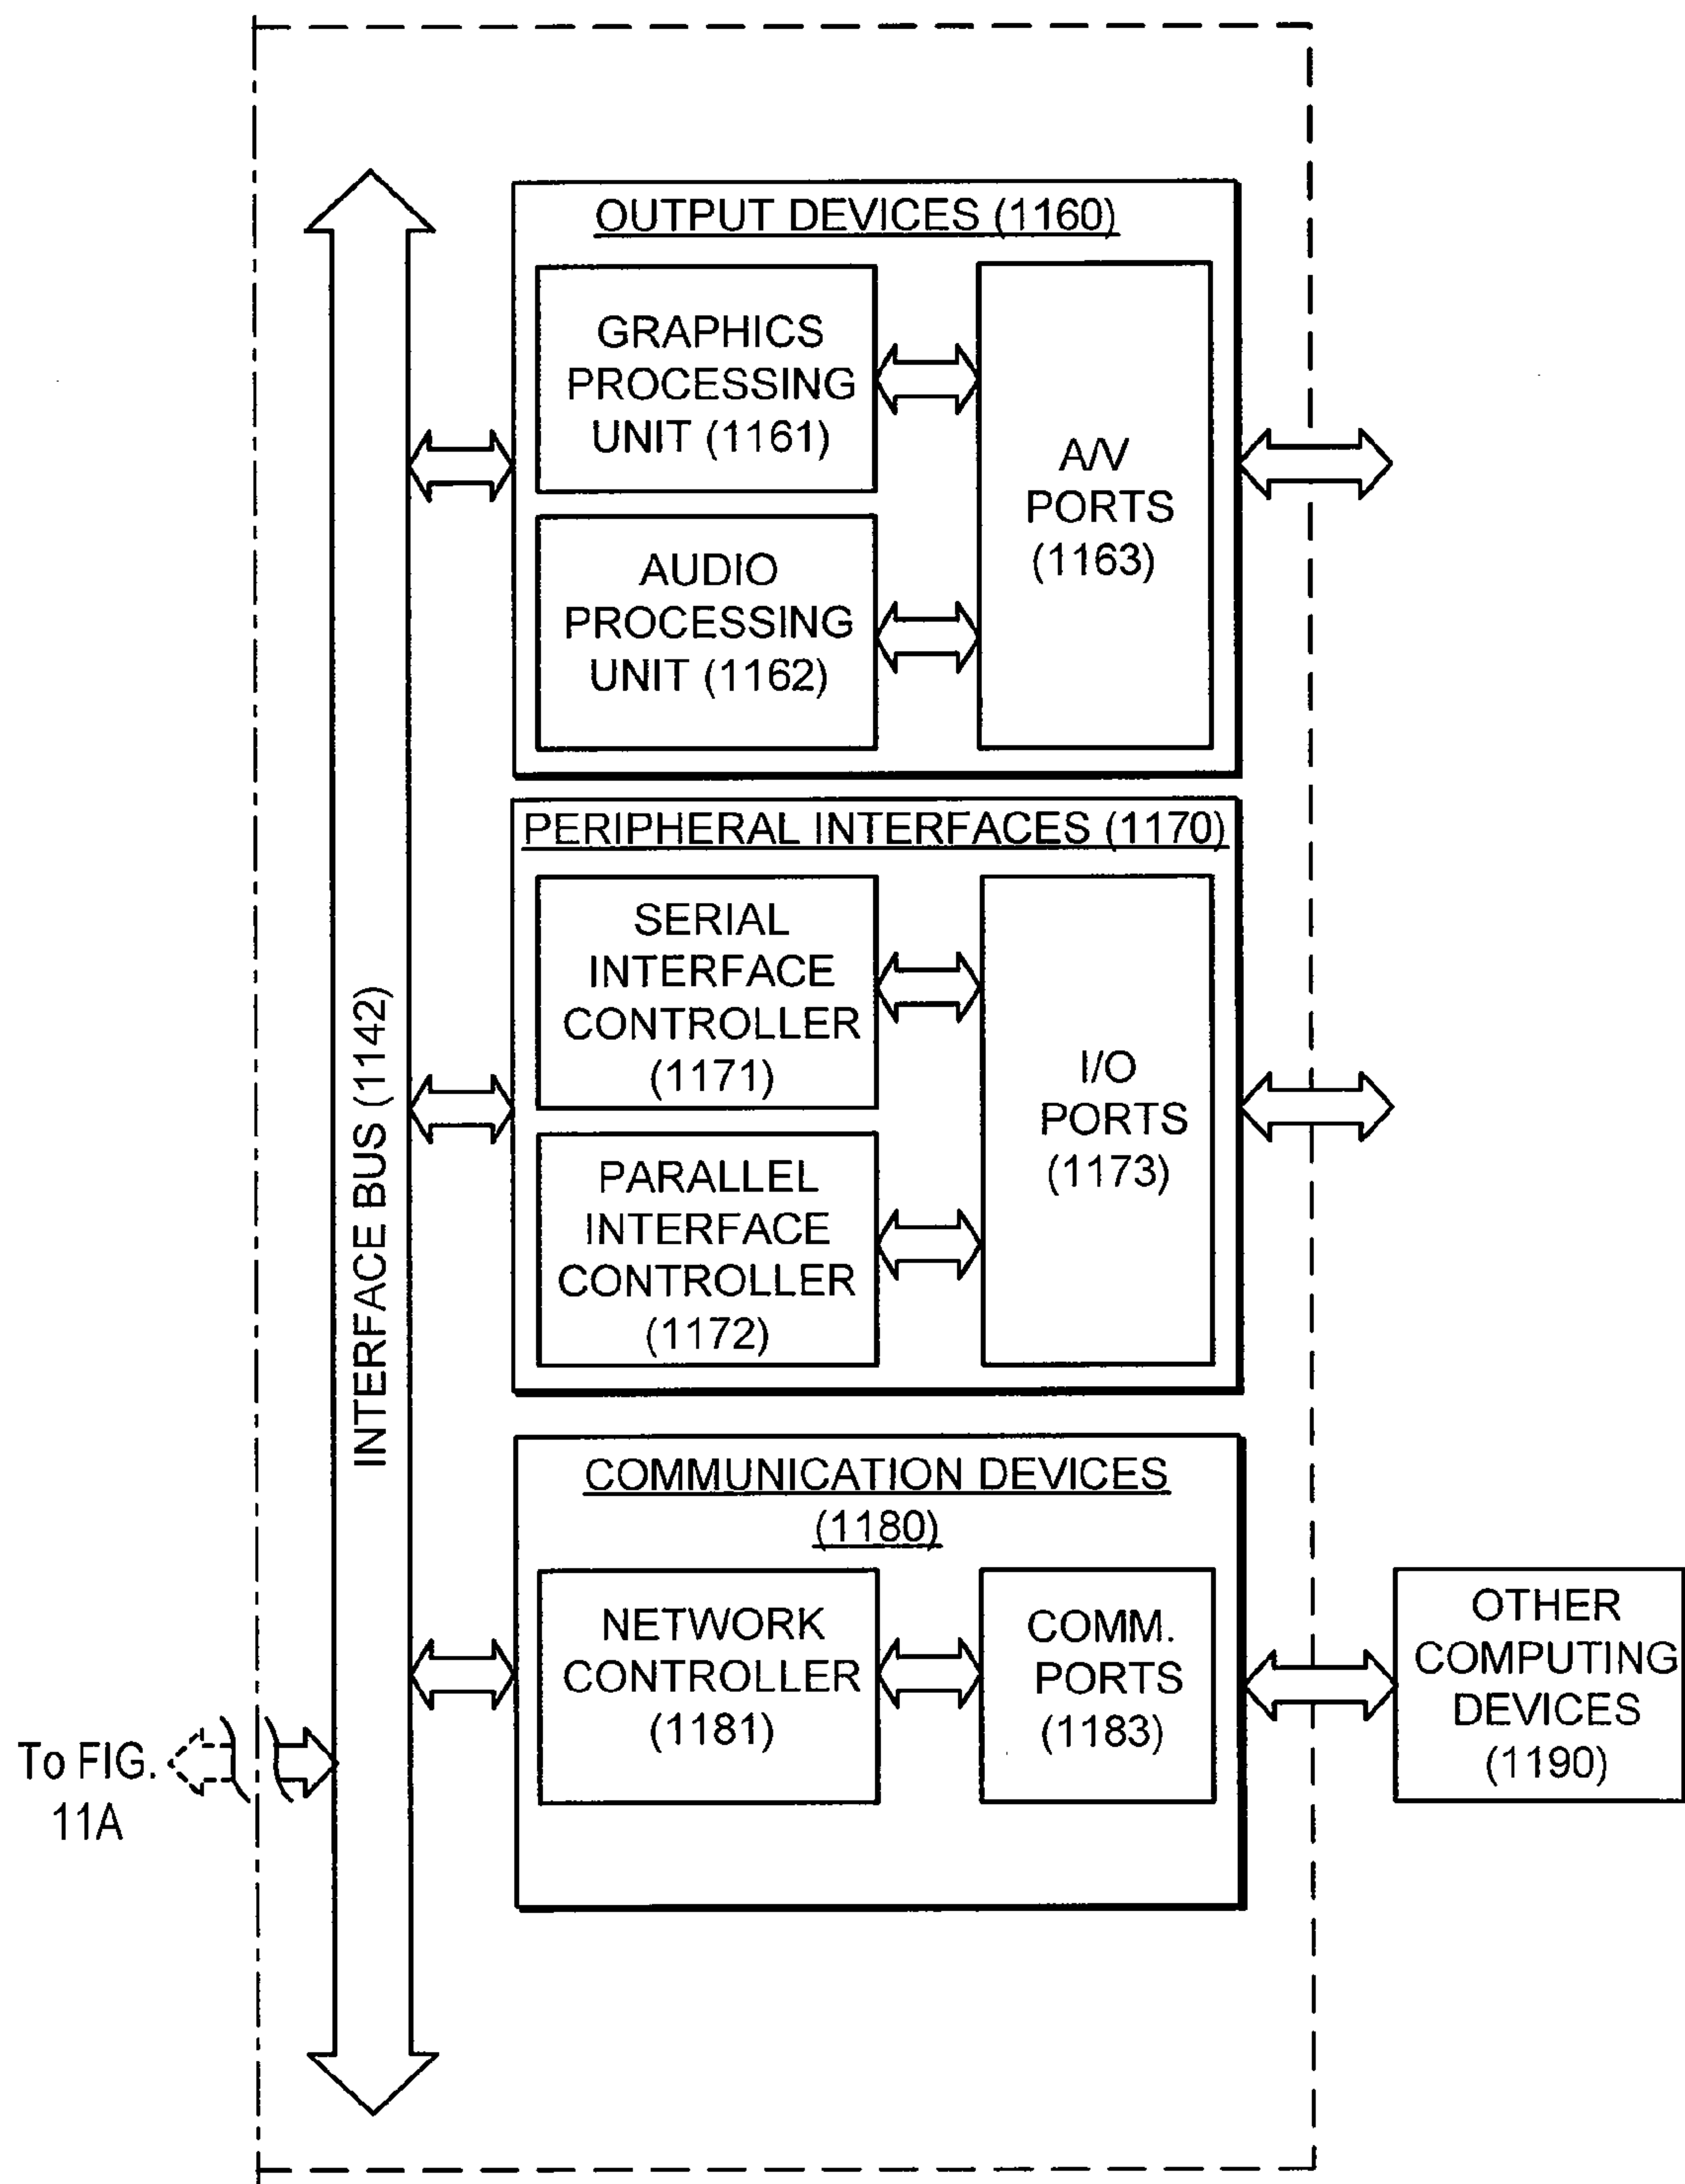 OUTPUT DEVICES (1160)
GRAPHICS
PROCESSING
UNIT (1161)
AUDIO
PROCESSING
UNIT (1162)
A/V
PORTS
(1163)
PERIPHERAL INTERFACES (1170)
SERIAL
INTERFACE
CONTROLLER
(1171)
PARALLEL
INTERFACE
CONTROLLER
(1172)
I/O
PORTS
(1173)
INTERFACE BUS (1142)
COMMUNICATION DEVICES
(1180)
NETWORK
CONTROLLER
(1181)
COMM.
PORTS
(1183)
OTHER
COMPUTING
DEVICES
(1190)
To FIG.
11A